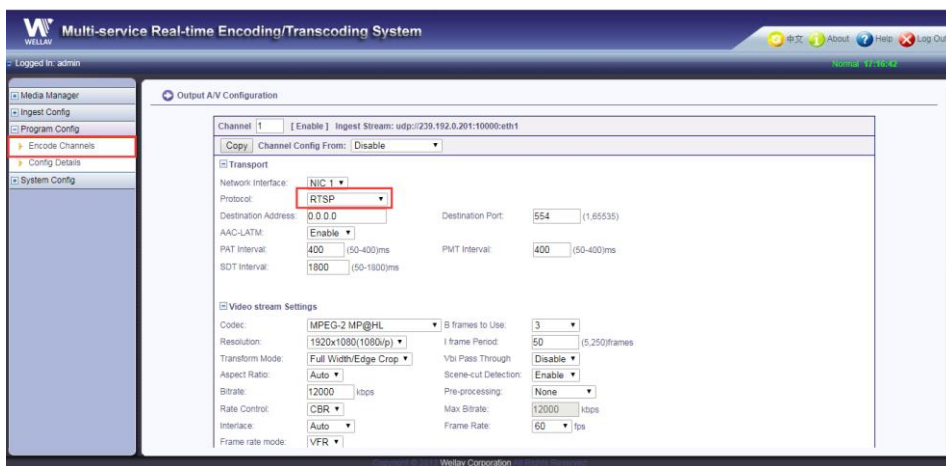 WELLAV
Multi-service Real-time Encoding/Transcoding System
中文 About Help Log Out
Logged In: admin
Normal 17:16:42
Media Manager
Ingest Config
Program Config
Encode Channels
Config Details
System Config
Output A/V Configuration
Channel 1 [ Enable ] Ingest Stream: udp://239.192.0.201:10000:eth1
Copy Channel Config From: Disable
Transport
Network Interface: NIC 1
Protocol: RTSP
Destination Address: 0.0.0.0 Destination Port: 554 (1,65535)
AAC-LATM: Enable
PAT Interval: 400 (50-400)ms PMT Interval: 400 (50-400)ms
SDT Interval: 1800 (50-1800)ms
Video stream Settings
Codec: MPEG-2 MP@HL B frames to Use: 3
Resolution: 1920x1080(1080i/p) I frame Period: 50 (5,250)frames
Transform Mode: Full Width/Edge Crop Vbi Pass Through Disable
Aspect Ratio: Auto Scene-cut Detection: Enable
Bitrate: 12000 kbps Pre-processing: None
Rate Control: CBR Max Bitrate: 12000 kbps
Interlace: Auto Frame Rate: 60 fps
Frame rate mode: VFR
Wellav Corporation